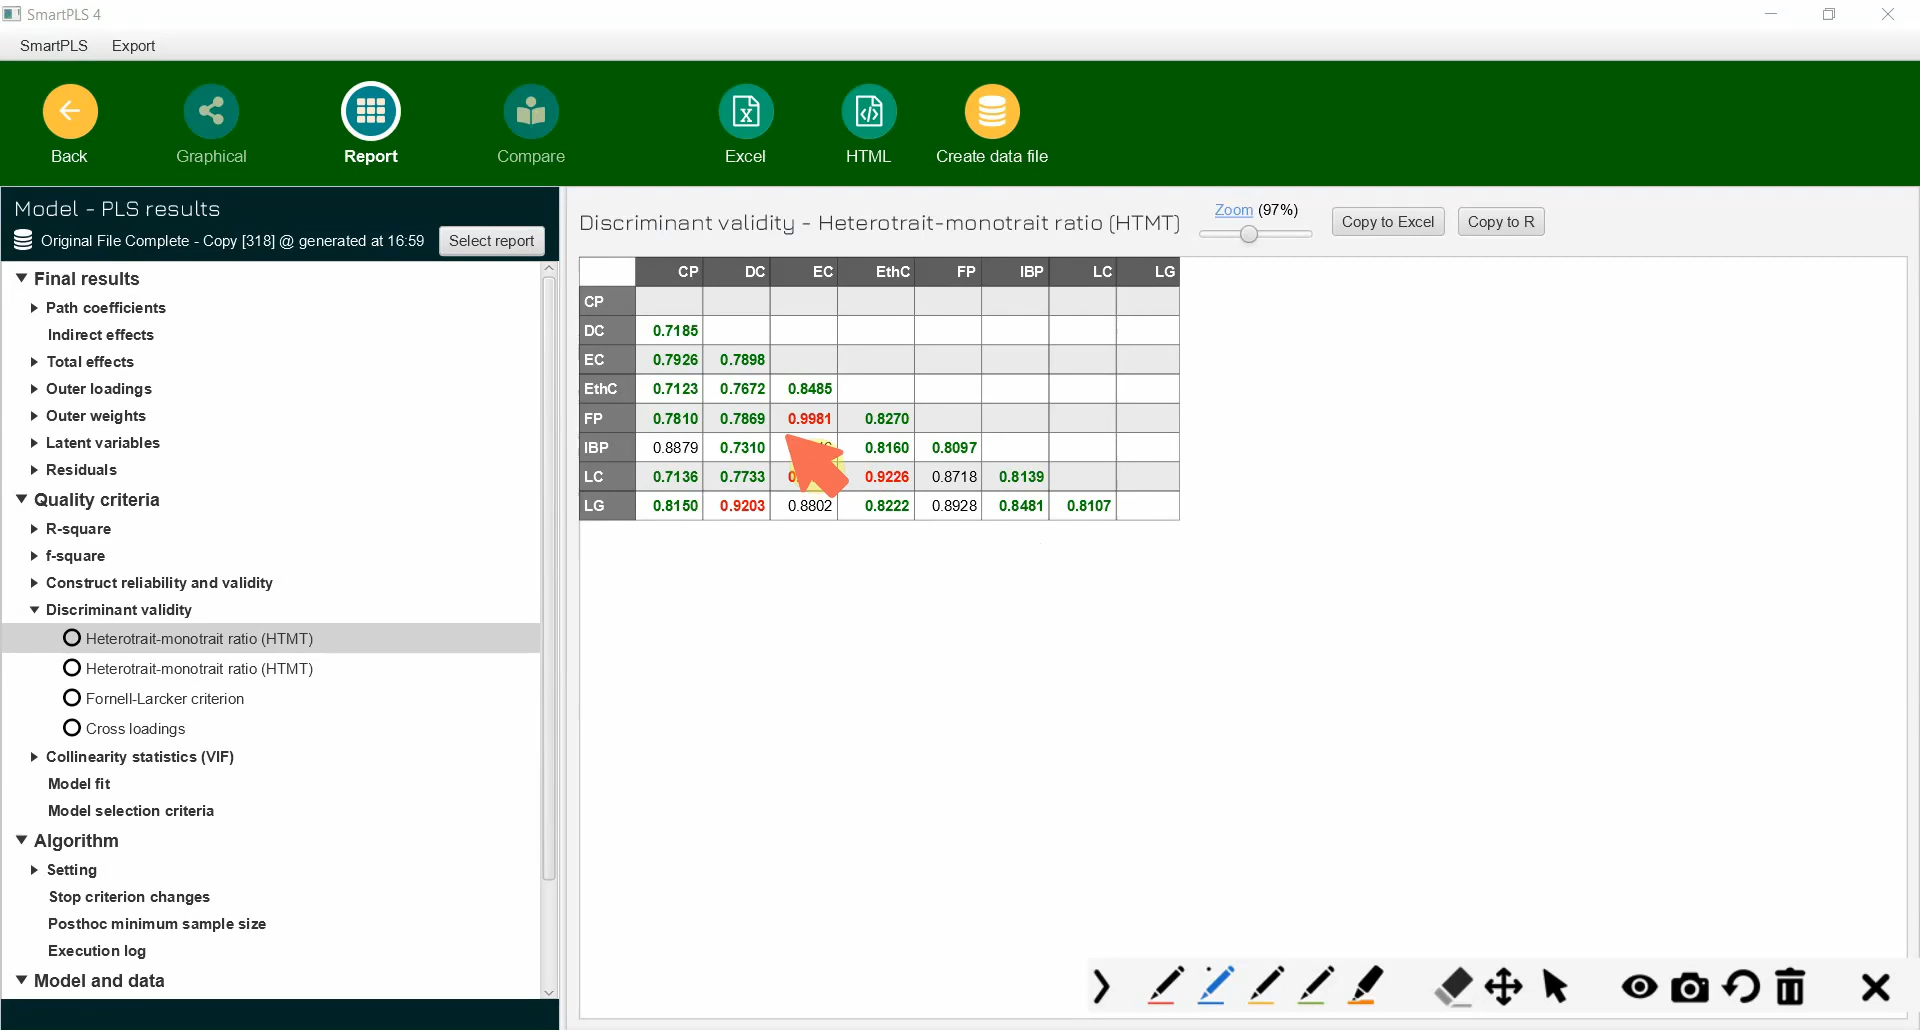 SmartPLS 4
SmartPLS Export
Back Graphical Report Compare Excel HTML Create data file
Model - PLS results
Original File Complete - Copy [318] @ generated at 16:59 Select report
Final results
Path coefficients
Indirect effects
Total effects
Outer loadings
Outer weights
Latent variables
Residuals
Quality criteria
R-square
f-square
Construct reliability and validity
Discriminant validity
Heterotrait-monotrait ratio (HTMT)
Heterotrait-monotrait ratio (HTMT)
Fornell-Larcker criterion
Cross loadings
Collinearity statistics (VIF)
Model fit
Model selection criteria
Algorithm
Setting
Stop criterion changes
Posthoc minimum sample size
Execution log
Model and data
Discriminant validity - Heterotrait-monotrait ratio (HTMT) Zoom (97%) Copy to Excel Copy to R
CP DC EC EthC FP IBP LC LG
CP
DC 0.7185
EC 0.7926 0.7898
EthC 0.7123 0.7672 0.8485
FP 0.7810 0.7869 0.9981 0.8270
IBP 0.8879 0.7310 0.8160 0.8097
LC 0.7136 0.7733 0.9226 0.8718 0.8139
LG 0.8150 0.9203 0.8802 0.8222 0.8928 0.8481 0.8107